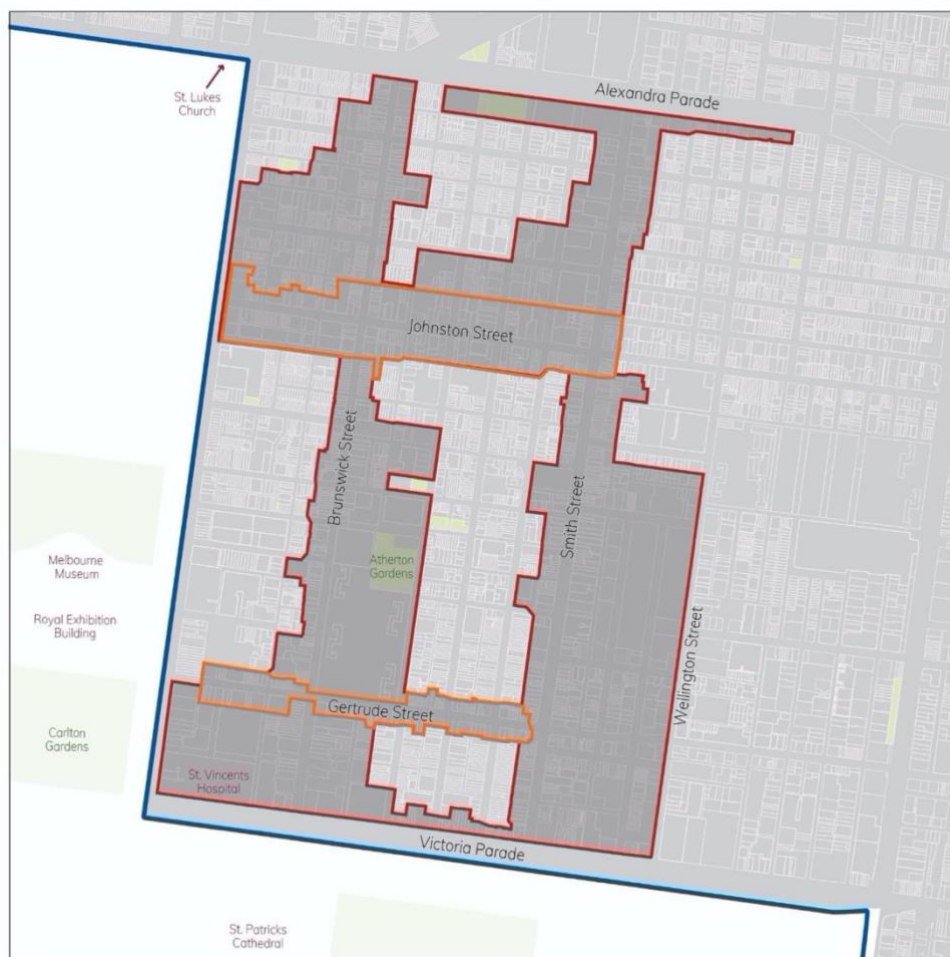 St. Lukes
Church
Alexandra Parade
Johnston Street
Brunswick Street
Smith Street
Atherton
Gardens
Melbourne
Museum
Royal Exhibition
Building
Wellington Street
Gertrude Street
Carlton
Gardens
St. Vincents
Hospital
Victoria Parade
St. Patricks
Cathedral